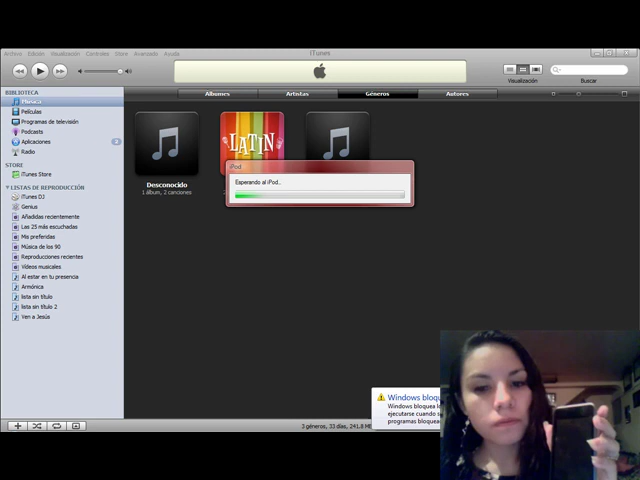 Archivo Edición Visualización Controles Store Avanzado Ayuda
iTunes
Visualización
Buscar
BIBLIOTECA
Música
Películas
Programas de televisión
Podcasts
Aplicaciones
Radio
STORE
iTunes Store
LISTAS DE REPRODUCCIÓN
iTunes DJ
Genius
Añadidas recientemente
Las 25 más escuchadas
Mis preferidas
Música de los 90
Reproducciones recientes
Vídeos musicales
Al estar en tu presencia
Armónica
lista sin título
lista sin título 2
Ven a Jesús
Álbumes Artistas Géneros Autores
LATIN
Desconocido
1 álbum, 2 canciones
iPod
Esperando al iPod..
Windows bloqu
Windows bloquea l
ejecutarse cuando s
programas bloquea
3 géneros, 33 días, 241.8 M